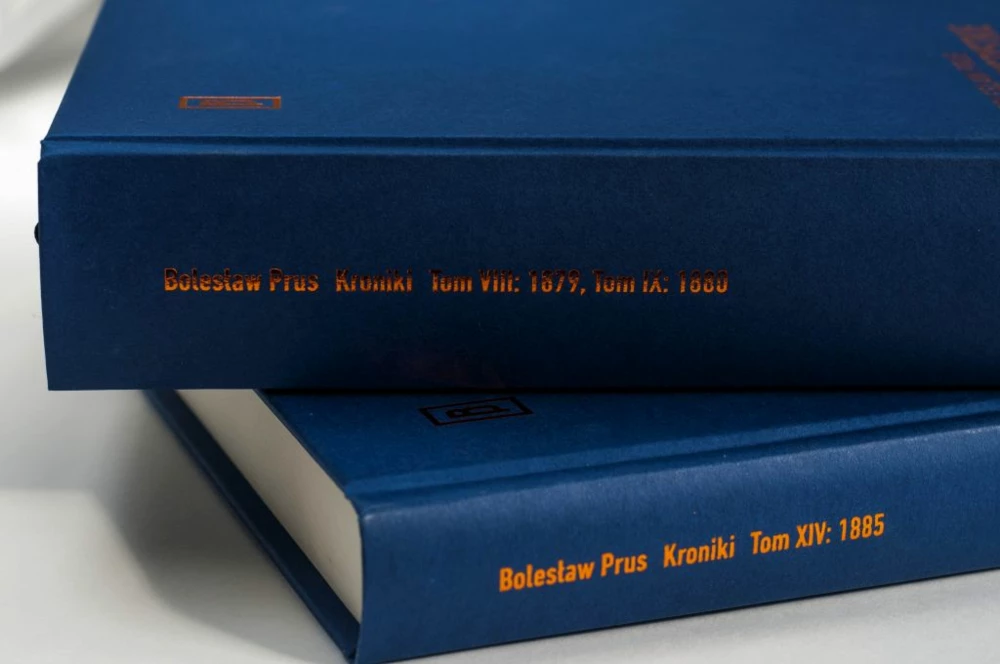 Bolesław Prus Kroniki Tom VIII: 1879, Tom IX: 1880
Bolesław Prus Kroniki Tom XIV: 1885